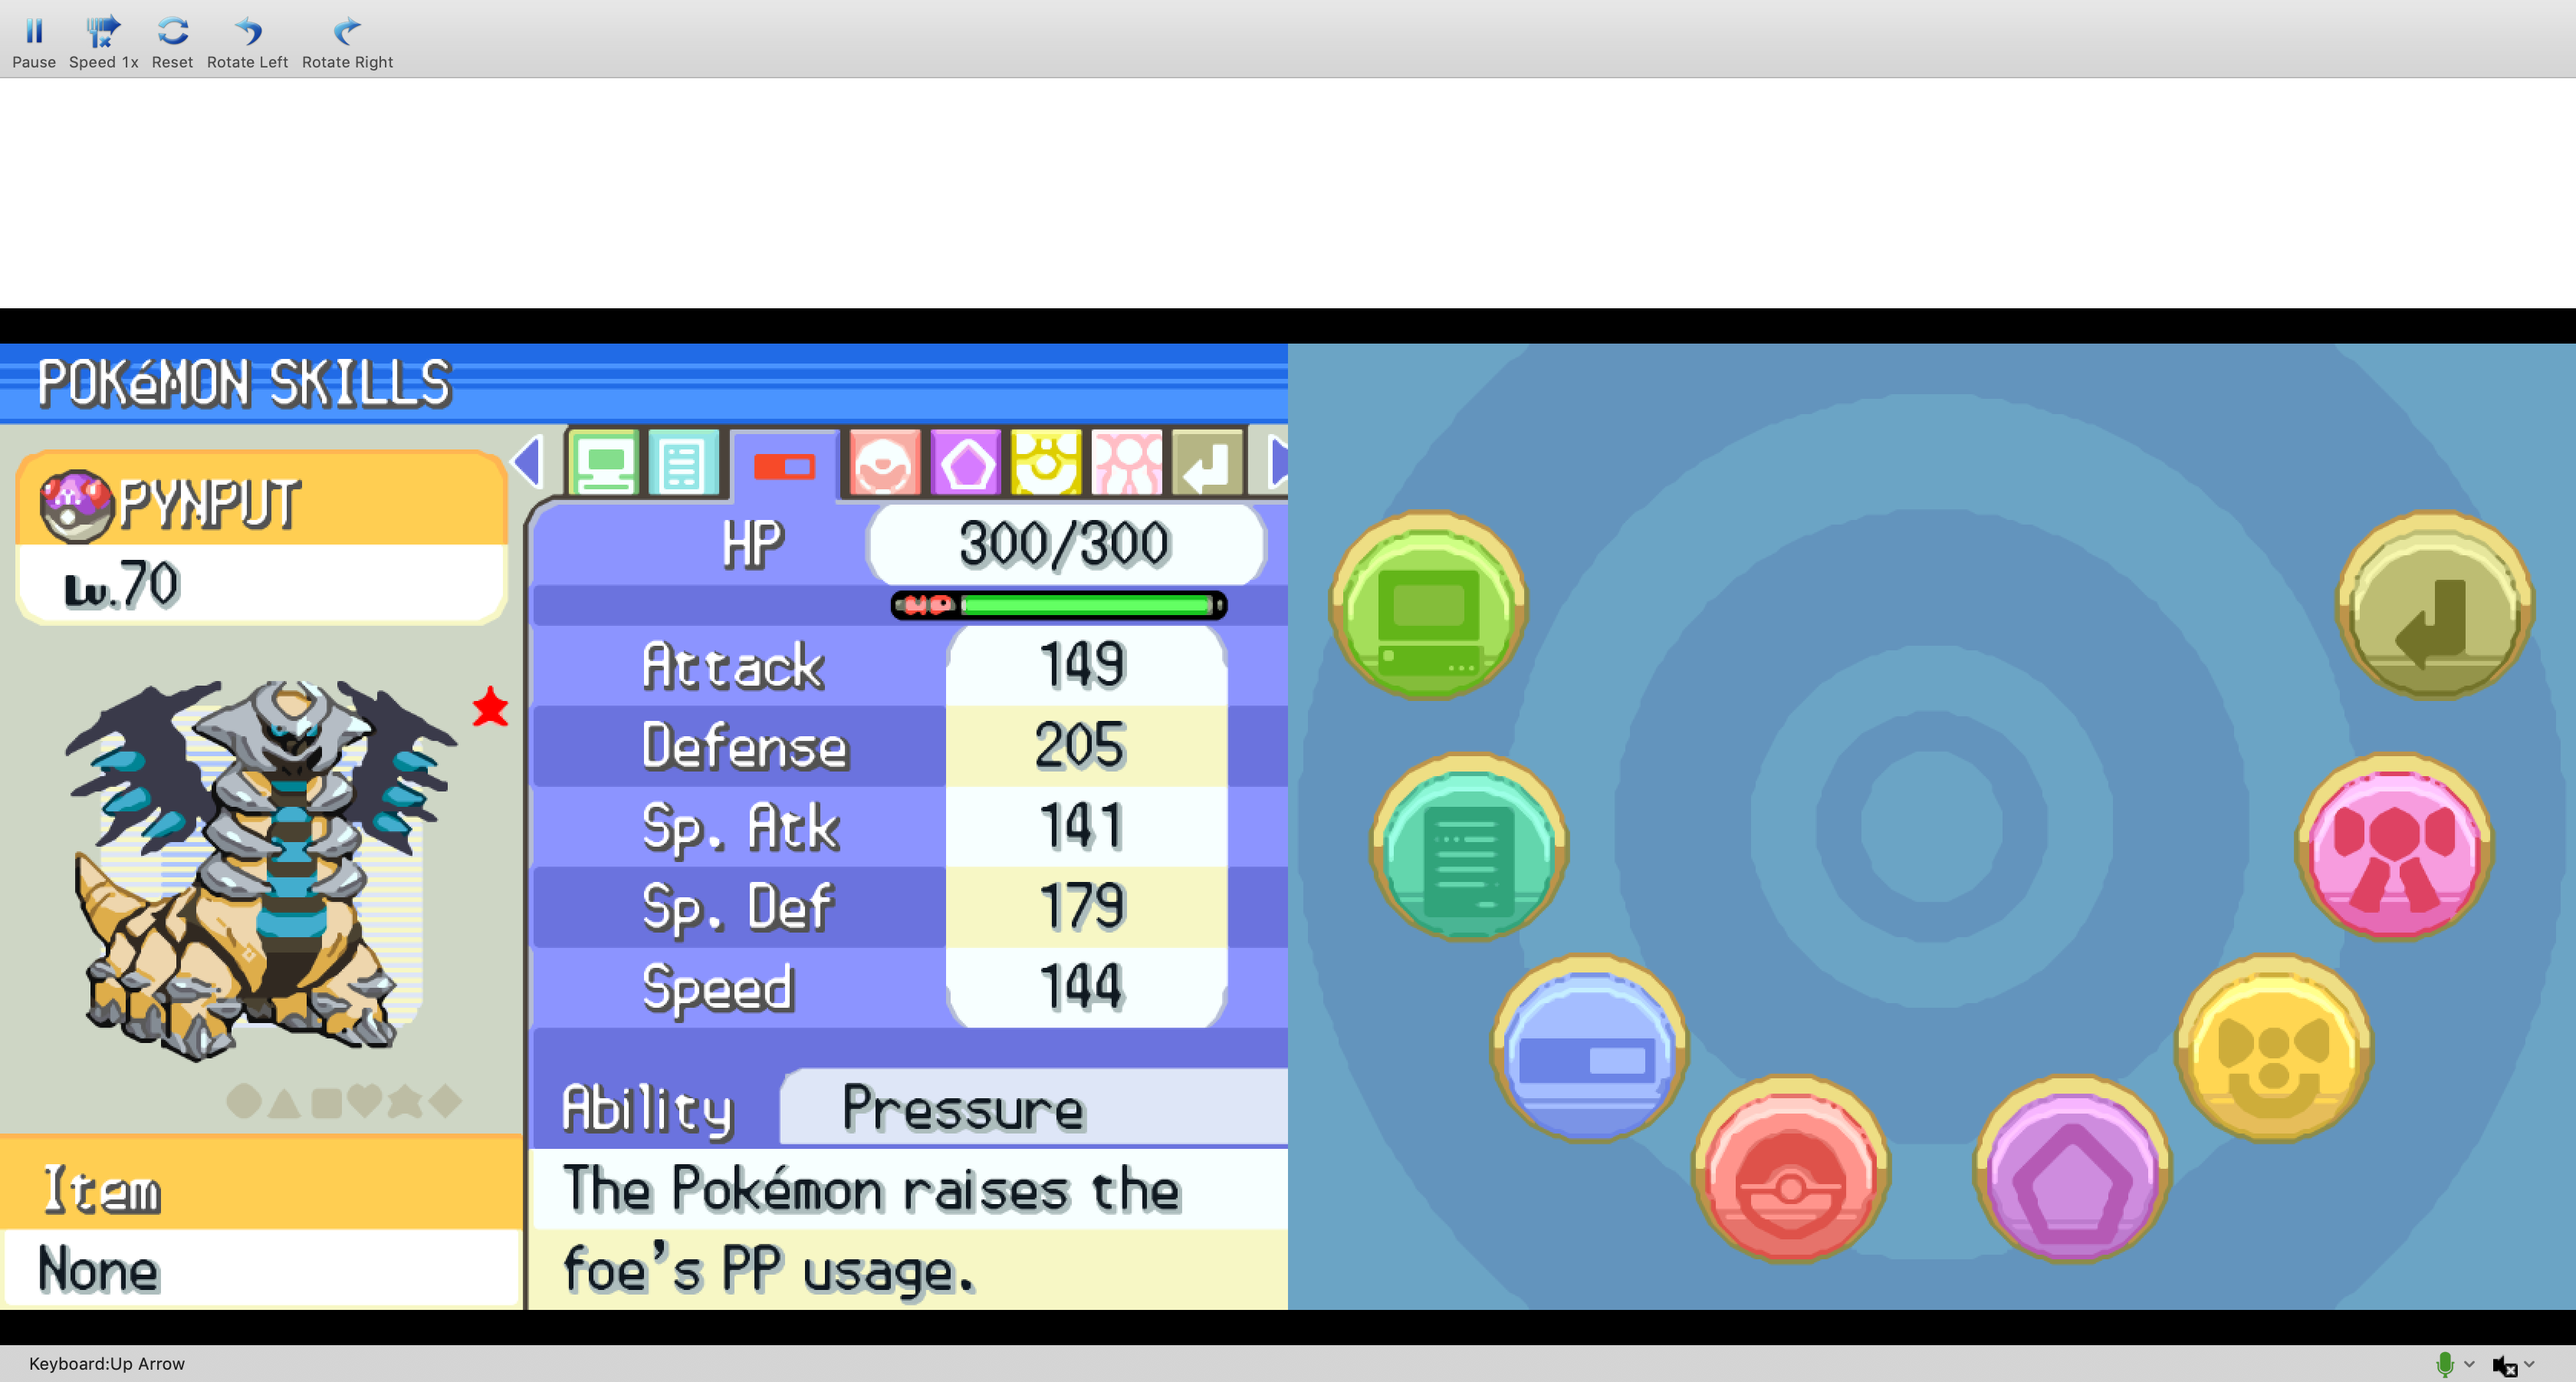 Pause Speed 1x Reset Rotate Left Rotate Right
POKéMON SKILLS
PYNPUT
Lv.70
HP 300/300
Attack 149
Defense 205
Sp. Atk 141
Sp. Def 179
Speed 144
Ability Pressure
The Pokémon raises the
foe's PP usage.
Item
None
Keyboard:Up Arrow